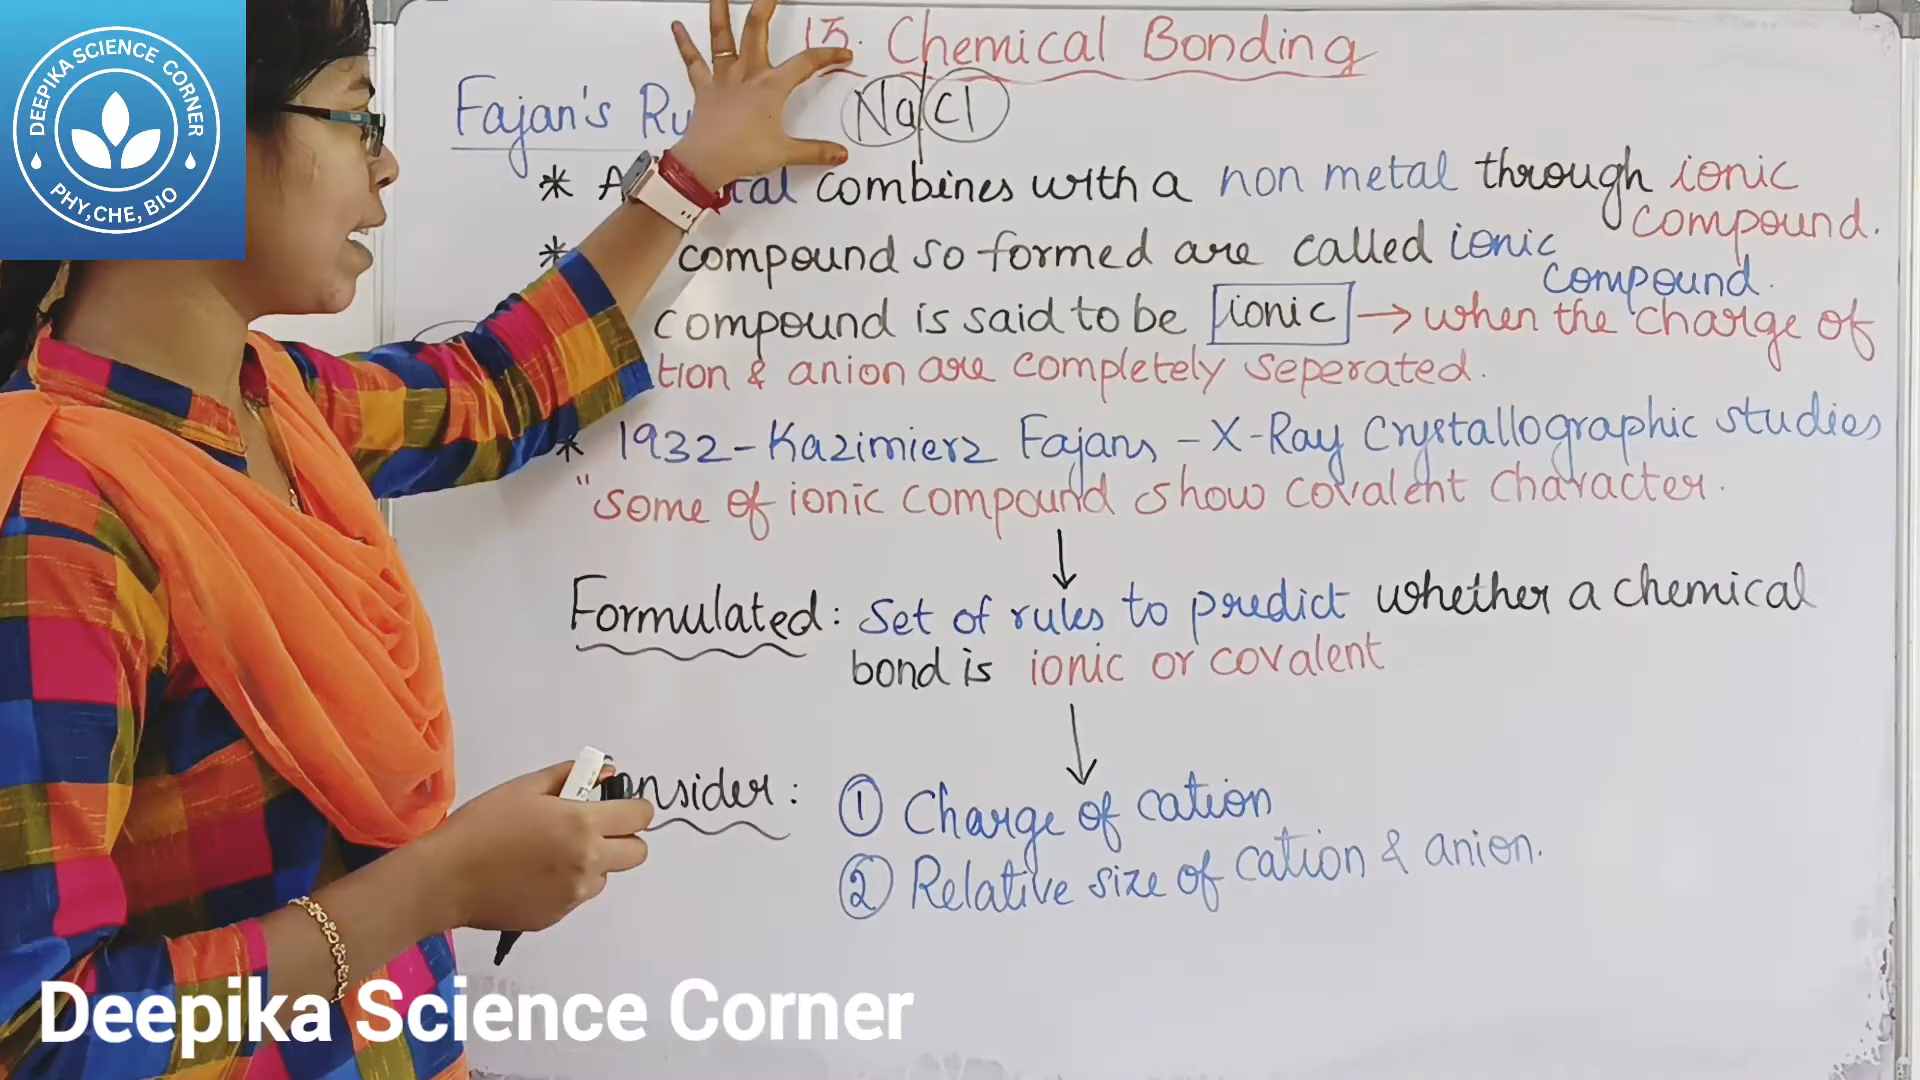 DEEPIKA SCIENCE CORNER
PHY, CHE, BIO
15. Chemical Bonding
Fajan's Ru
NaCl
* A tal combines with a non metal through ionic
compound.
* compound so formed are called ionic
compound.
compound is said to be ionic → when the charge of
tion & anion are completely seperated.
* 1932 - Kazimierz Fajans - X-Ray Crystallographic studies
"some of ionic compound show covalent character.
Formulated: Set of rules to predict whether a chemical
bond is ionic or covalent
onsider: ① Charge of cation
② Relative size of cation & anion.
Deepika Science Corner